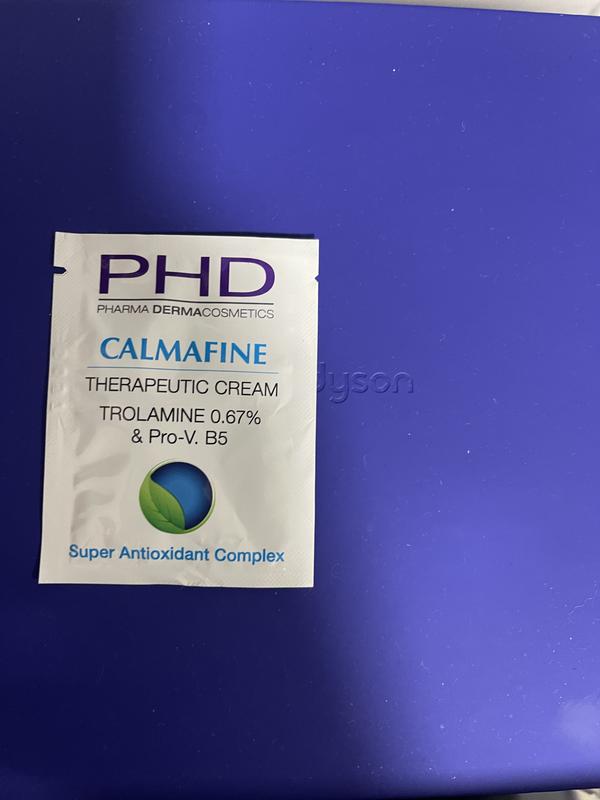 PHD
PHARMA DERMACOSMETICS
CALMAFINE
THERAPEUTIC CREAM
TROLAMINE 0.67%
& Pro-V. B5
Super Antioxidant Complex
dyson